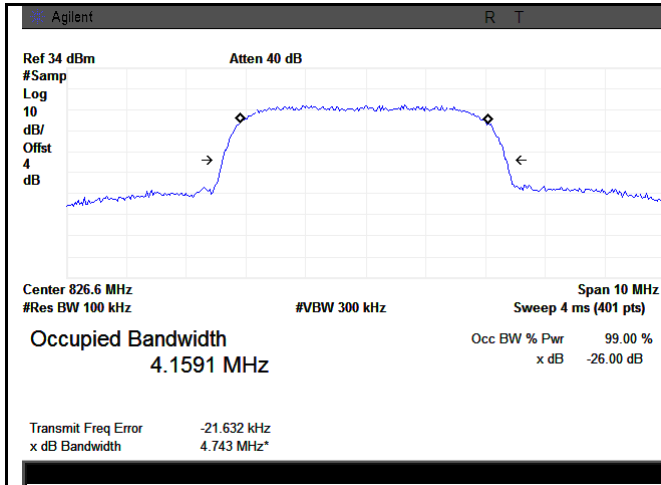 Agilent R T
Ref 34 dBm Atten 40 dB
#Samp
Log
10
dB/
Offst
4
dB
Center 826.6 MHz Span 10 MHz
#Res BW 100 kHz #VBW 300 kHz Sweep 4 ms (401 pts)
Occupied Bandwidth Occ BW % Pwr 99.00 %
4.1591 MHz x dB -26.00 dB
Transmit Freq Error -21.632 kHz
x dB Bandwidth 4.743 MHz*